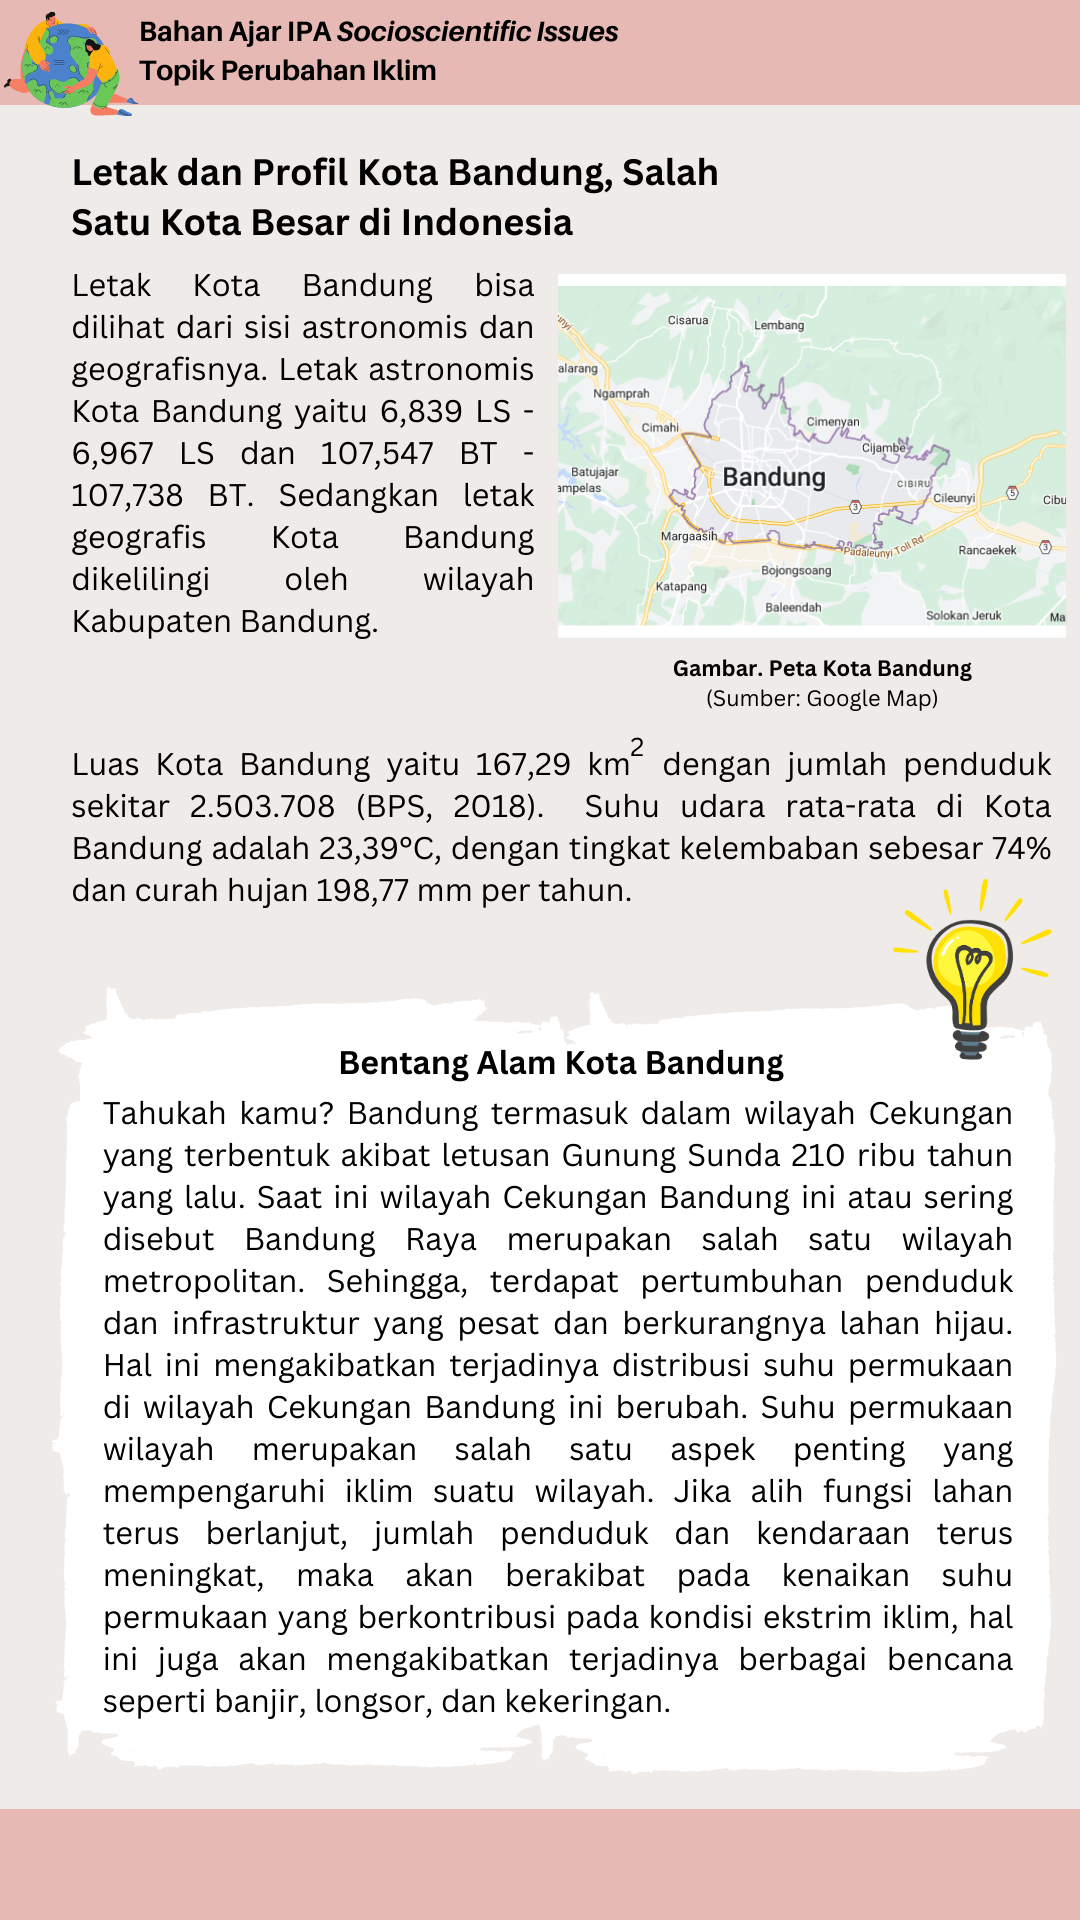 Bahan Ajar IPA Socioscientific Issues
Topik Perubahan Iklim
Letak dan Profil Kota Bandung, Salah
Satu Kota Besar di Indonesia
Letak Kota Bandung bisa
dilihat dari sisi astronomis dan
geografisnya. Letak astronomis
Kota Bandung yaitu 6,839 LS -
6,967 LS dan 107,547 BT -
107,738 BT. Sedangkan letak
geografis Kota Bandung
dikelilingi oleh wilayah
Kabupaten Bandung.
unyi
Cisarua
Lembang
alarang
Ngamprah
Cimahi
Cimenyan
Cijambe
Batujajar
ampelas
Bandung
CIBIRU
Cileunyi
5
Cibu
3
Margaasih
Padaleunyi Toll Rd
Rancaekek
3
Bojongsoang
Katapang
Baleendah
Solokan Jeruk
Ma
Gambar. Peta Kota Bandung
(Sumber: Google Map)
Luas Kota Bandung yaitu 167,29 km² dengan jumlah penduduk
sekitar 2.503.708 (BPS, 2018). Suhu udara rata-rata di Kota
Bandung adalah 23,39°C, dengan tingkat kelembaban sebesar 74%
dan curah hujan 198,77 mm per tahun.
Bentang Alam Kota Bandung
Tahukah kamu? Bandung termasuk dalam wilayah Cekungan
yang terbentuk akibat letusan Gunung Sunda 210 ribu tahun
yang lalu. Saat ini wilayah Cekungan Bandung ini atau sering
disebut Bandung Raya merupakan salah satu wilayah
metropolitan. Sehingga, terdapat pertumbuhan penduduk
dan infrastruktur yang pesat dan berkurangnya lahan hijau.
Hal ini mengakibatkan terjadinya distribusi suhu permukaan
di wilayah Cekungan Bandung ini berubah. Suhu permukaan
wilayah merupakan salah satu aspek penting yang
mempengaruhi iklim suatu wilayah. Jika alih fungsi lahan
terus berlanjut, jumlah penduduk dan kendaraan terus
meningkat, maka akan berakibat pada kenaikan suhu
permukaan yang berkontribusi pada kondisi ekstrim iklim, hal
ini juga akan mengakibatkan terjadinya berbagai bencana
seperti banjir, longsor, dan kekeringan.